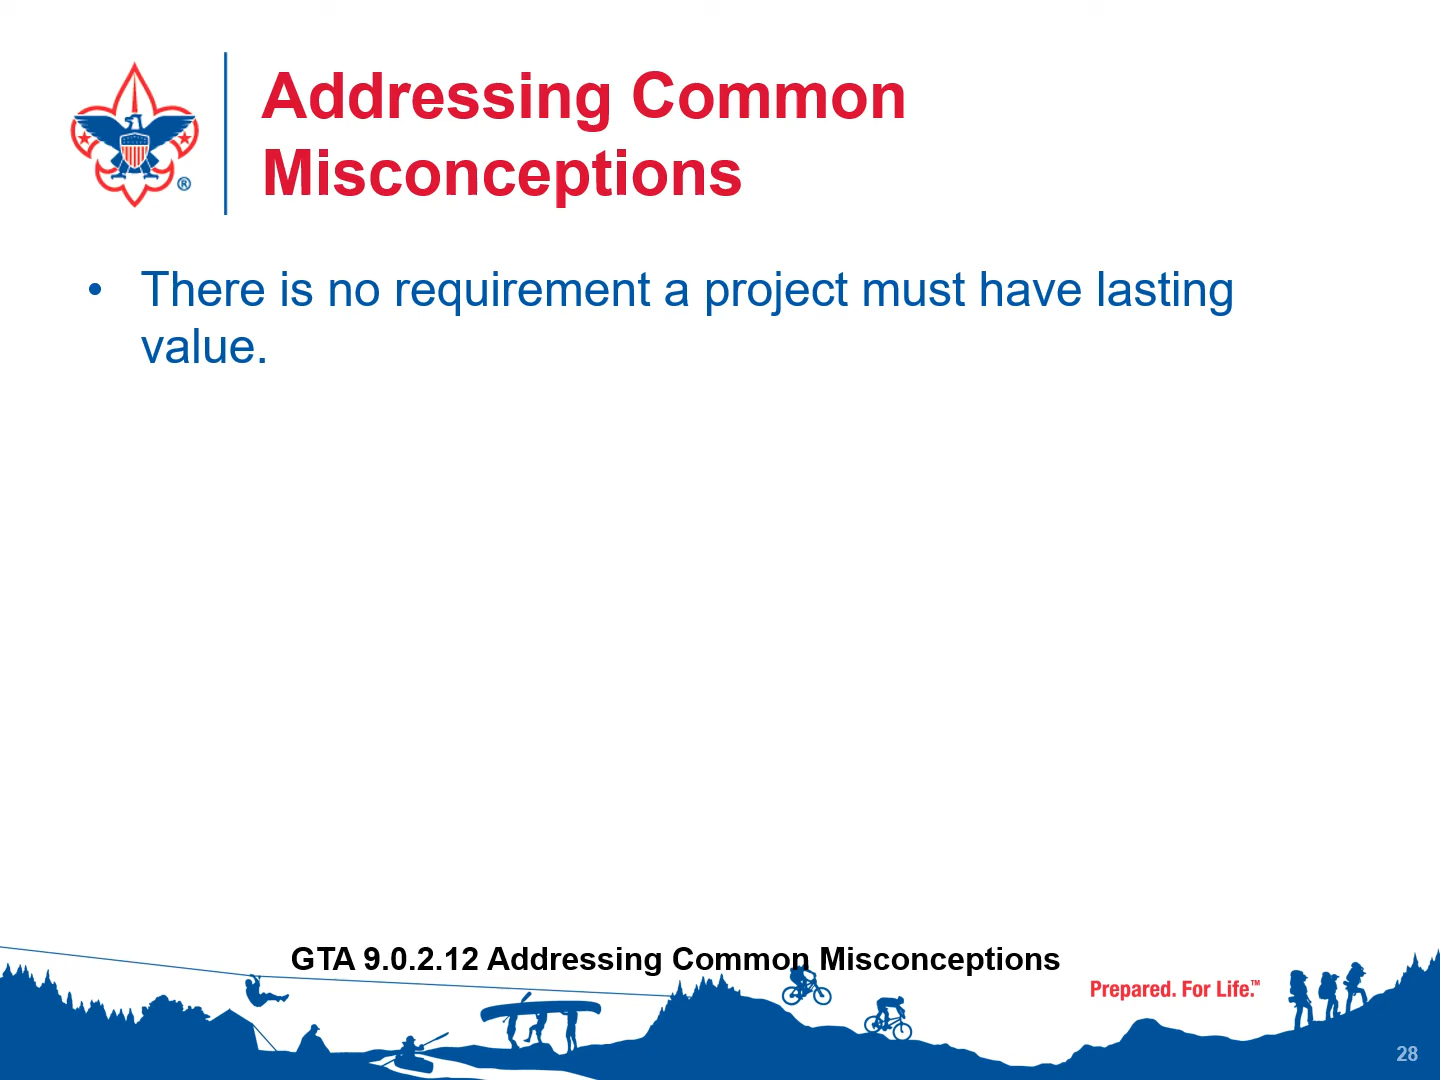 Addressing Common
Misconceptions
®
• There is no requirement a project must have lasting
value.
GTA 9.0.2.12 Addressing Common Misconceptions
Prepared. For Life.™
28